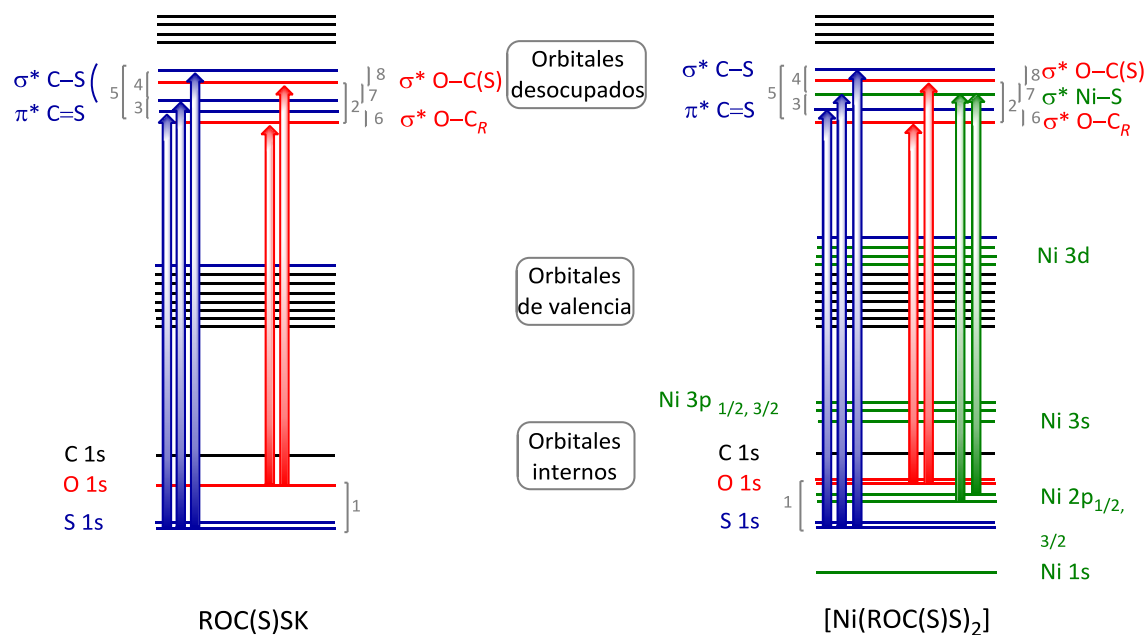 Orbitales
desocupados
Orbitales
de valencia
Orbitales
internos
σ* C–S
π* C=S
5
4
3
8
7
2
6
σ* O–C(S)
σ* O–C_R
C 1s
O 1s
S 1s
1
ROC(S)SK
σ* C–S
π* C=S
5
4
3
8
7
2
6
σ* O–C(S)
σ* Ni–S
σ* O–C_R
Ni 3d
Ni 3p 1/2, 3/2
Ni 3s
C 1s
O 1s
S 1s
1
Ni 2p1/2,
3/2
Ni 1s
[Ni(ROC(S)S)2]